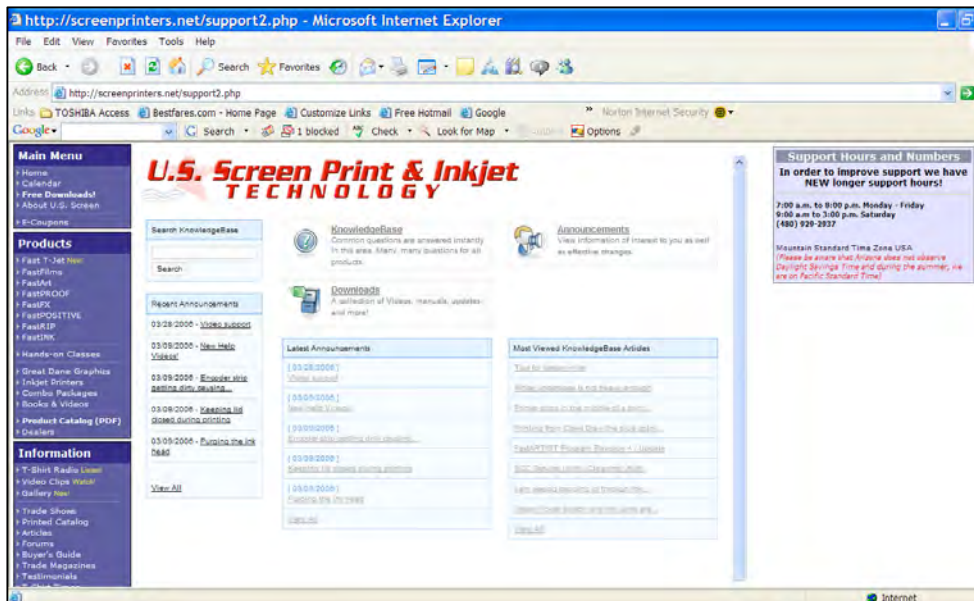 http://screenprinters.net/support2.php - Microsoft Internet Explorer
File Edit View Favorites Tools Help
Back Search Favorites
Address http://screenprinters.net/support2.php
Links TOSHIBA Access Bestfares.com - Home Page Customize Links Free Hotmail Google » Norton Internet Security
Google Search 1 blocked Check Look for Map Options
Main Menu
Home
Calendar
Free Downloads!
About U.S. Screen
E-Coupons
Products
Fast T-Jet New
FastFilms
FastArt
FastPROOF
FastFX
FastPOSITIVE
FastRIP
FastINK
Hands-on Classes
Great Dane Graphics
Inkjet Printers
Combo Packages
Books & Videos
Product Catalog (PDF)
Dealers
Information
T-Shirt Radio Listen!
Video Clips Watch!
Gallery New!
Trade Shows
Printed Catalog
Articles
Forums
Buyer's Guide
Trade Magazines
Testimonials
U.S. Screen Print & Inkjet
TECHNOLOGY
Search KnowledgeBase
Search
Recent Announcements
03/28/2006 - Video support
03/09/2006 - New Help
Videos!
03/09/2006 - Encoder strip
getting dirty causing...
03/09/2006 - Keeping lid
closed during printing
03/09/2006 - Purging the ink
head
View All
KnowledgeBase
Common questions are answered instantly
in this area. Many, many questions for all
products.
Announcements
View information of interest to you as well
as effective changes.
Downloads
A collection of Videos, manuals, updates
and more!
Latest Announcements
[ 03/28/2006 ]
Video support
[ 03/09/2006 ]
New Help Videos!
[ 03/09/2006 ]
Encoder strip getting dirty causing...
[ 03/09/2006 ]
Keeping lid closed during printing
[ 03/09/2006 ]
Purging the ink head
View All
Most Viewed KnowledgeBase Articles
View All
Support Hours and Numbers
In order to improve support we have
NEW longer support hours!
7:00 a.m. to 8:00 p.m. Monday - Friday
9:00 am to 3:00 p.m. Saturday
(480) 929-2937
Mountain Standard Time Zone USA
(Please be aware that Arizona does not observe
Daylight Savings Time and during the summer, we
are on Pacific Standard Time)
Internet